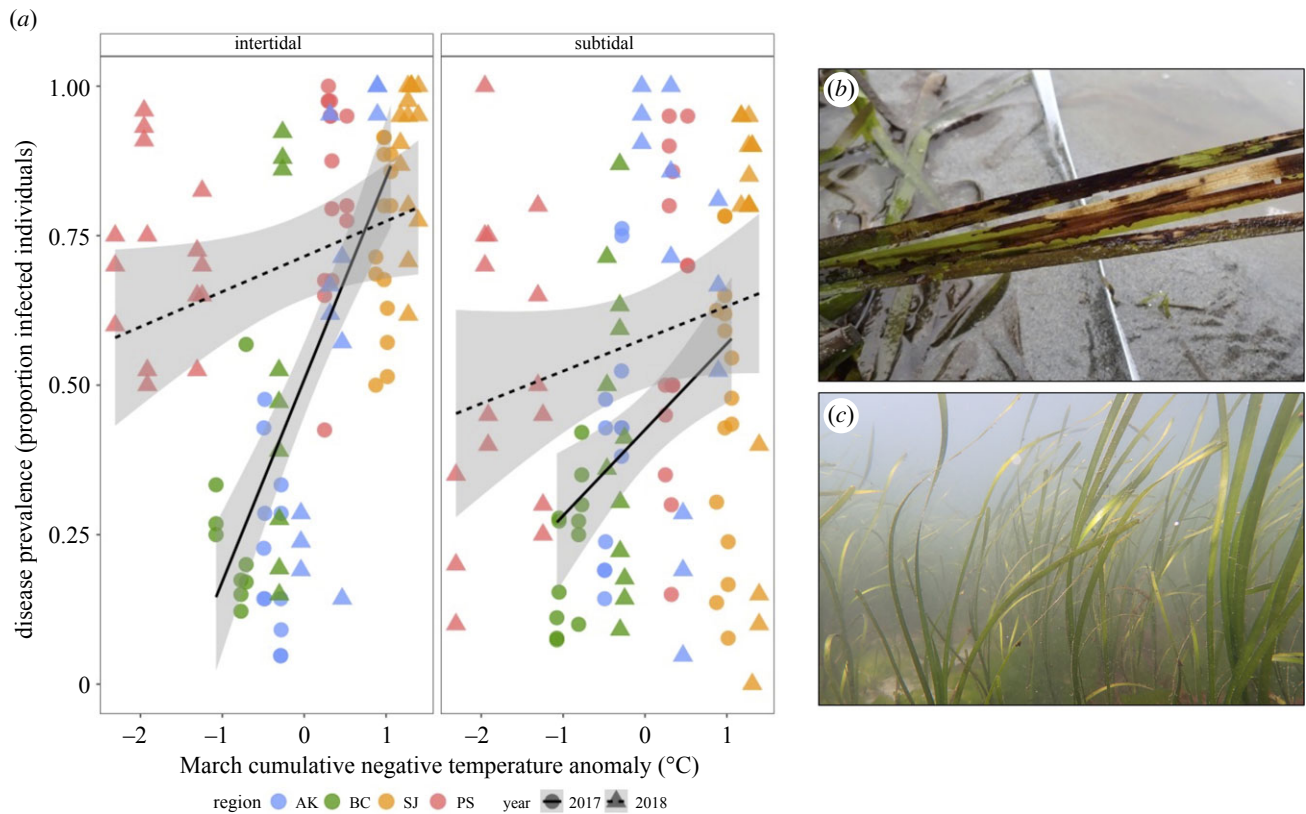 (a)
intertidal
subtidal
1.00
0.75
0.50
0.25
0
disease prevalence (proportion infected individuals)
–2
–1
0
1
–2
–1
0
1
March cumulative negative temperature anomaly (°C)
region AK BC SJ PS year 2017 2018
(b)
(c)